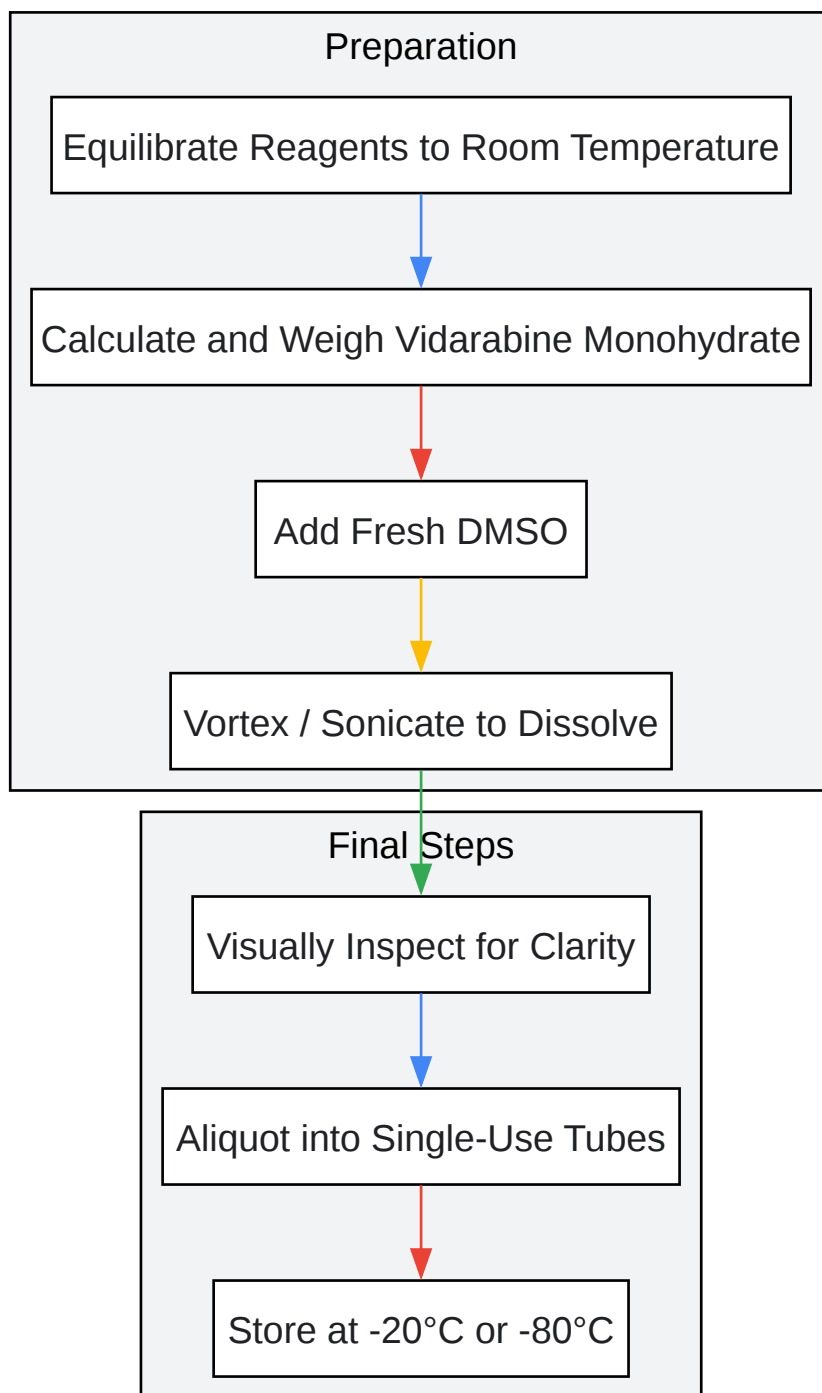 Preparation
Equilibrate Reagents to Room Temperature
Calculate and Weigh Vidarabine Monohydrate
Add Fresh DMSO
Vortex / Sonicate to Dissolve
Final Steps
Visually Inspect for Clarity
Aliquot into Single-Use Tubes
Store at -20°C or -80°C